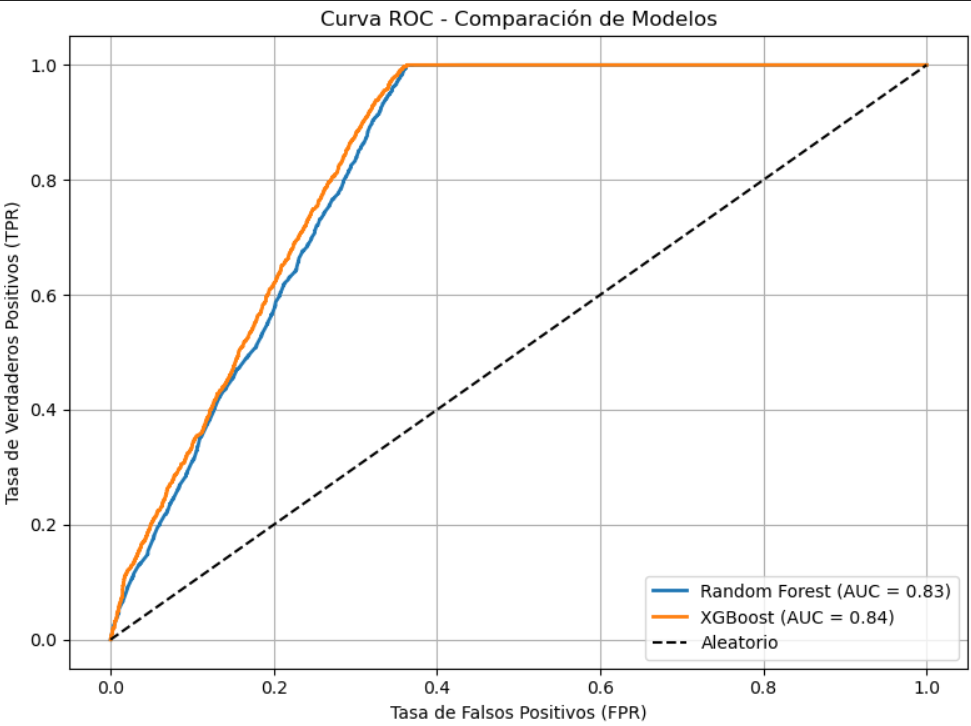 Curva ROC - Comparación de Modelos
1.0
0.8
0.6
0.4
0.2
0.0
Tasa de Verdaderos Positivos (TPR)
Random Forest (AUC = 0.83)
XGBoost (AUC = 0.84)
Aleatorio
0.0 0.2 0.4 0.6 0.8 1.0
Tasa de Falsos Positivos (FPR)